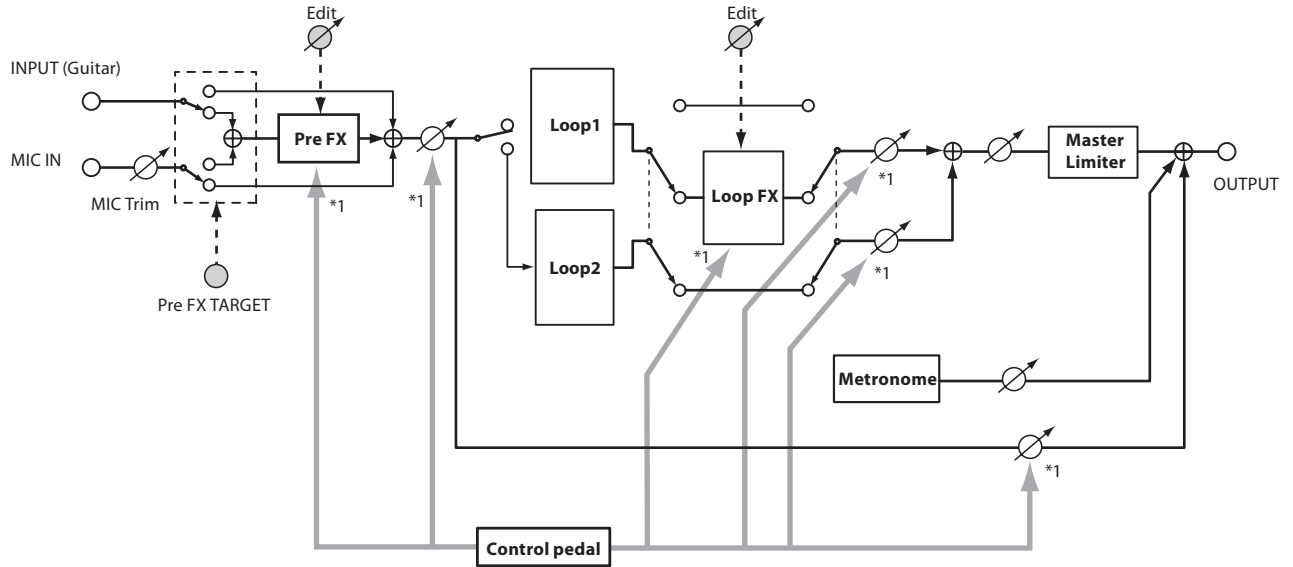 Edit
Edit
INPUT (Guitar)
Pre FX
Loop1
Master
Limiter
MIC IN
MIC Trim
*1
*1
Loop FX
*1
OUTPUT
*1
Loop2
*1
Pre FX TARGET
Metronome
*1
Control pedal